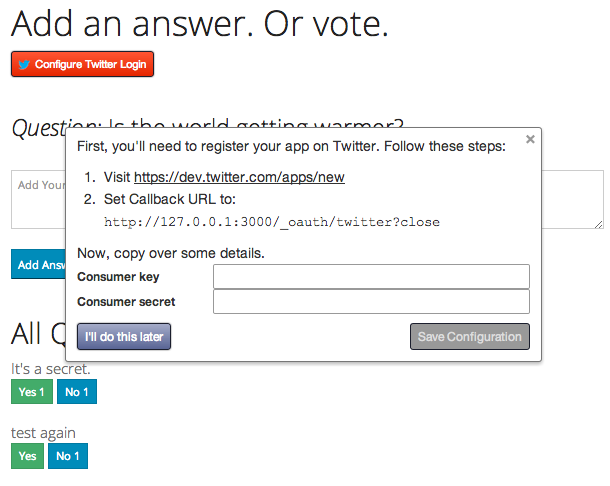 Add an answer. Or vote.
Configure Twitter Login
Question: Is the world getting warmer?
First, you'll need to register your app on Twitter. Follow these steps:
×
1. Visit https://dev.twitter.com/apps/new
2. Set Callback URL to:
http://127.0.0.1:3000/_oauth/twitter?close
Add Your
Now, copy over some details.
Add Answ
Consumer key
Consumer secret
I'll do this later
Save Configuration
All Q
It's a secret.
Yes 1 No 1
test again
Yes No 1